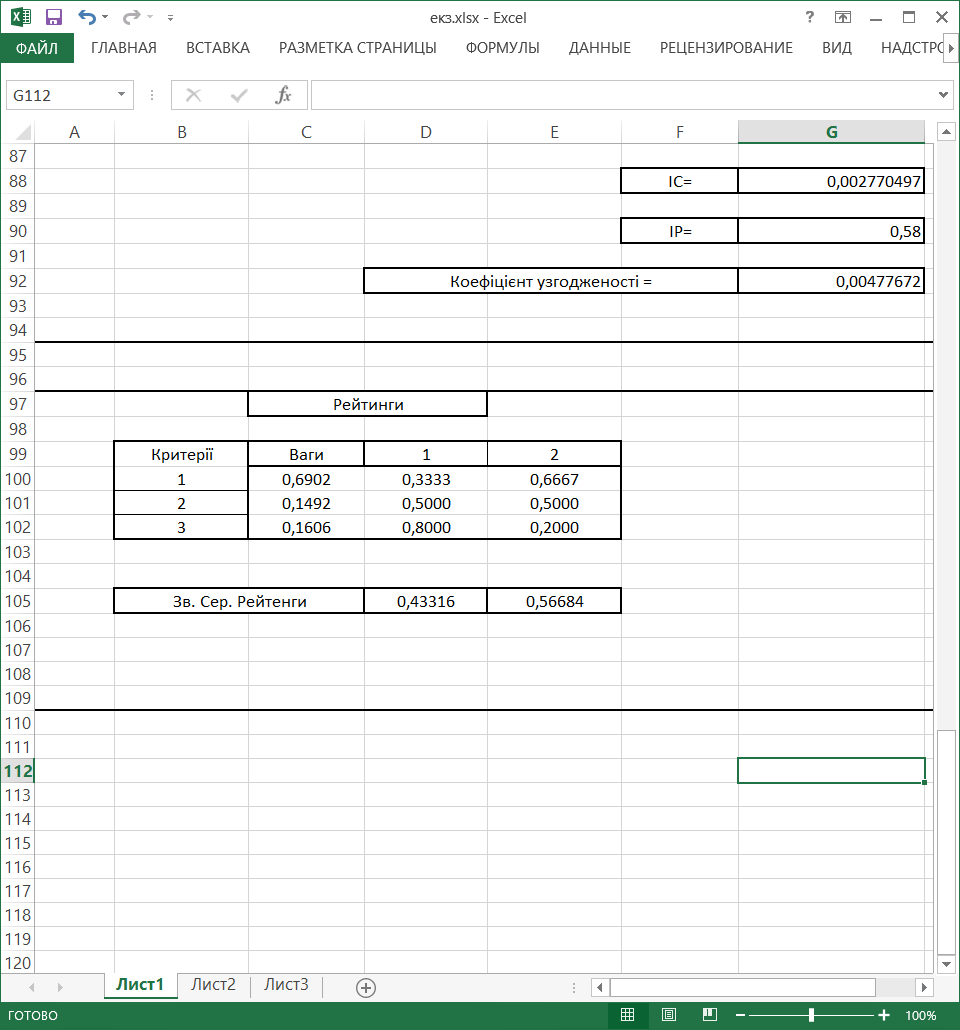 екз.xlsx - Excel
ФАЙЛ ГЛАВНАЯ ВСТАВКА РАЗМЕТКА СТРАНИЦЫ ФОРМУЛЫ ДАННЫЕ РЕЦЕНЗИРОВАНИЕ ВИД НАДСТРО
G112 fx
A B C D E F G
87
88 ІС= 0,002770497
89
90 ІР= 0,58
91
92 Коефіцієнт узгодженості = 0,00477672
93
94
95
96
97 Рейтинги
98
99 Критерії Ваги 1 2
100 1 0,6902 0,3333 0,6667
101 2 0,1492 0,5000 0,5000
102 3 0,1606 0,8000 0,2000
103
104
105 Зв. Сер. Рейтенги 0,43316 0,56684
106
107
108
109
110
111
112
113
114
115
116
117
118
119
120
Лист1 Лист2 Лист3
ГОТОВО 100%